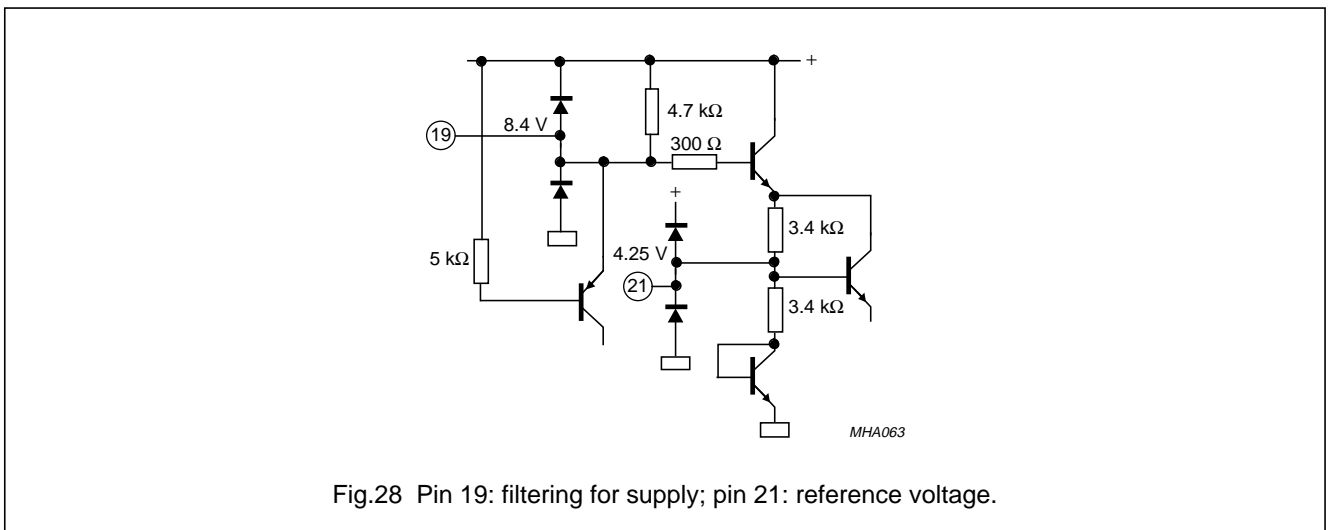 +
4.7 kΩ
8.4 V
19
300 Ω
+
3.4 kΩ
5 kΩ
4.25 V
21
3.4 kΩ
MHA063
Fig.28 Pin 19: filtering for supply; pin 21: reference voltage.